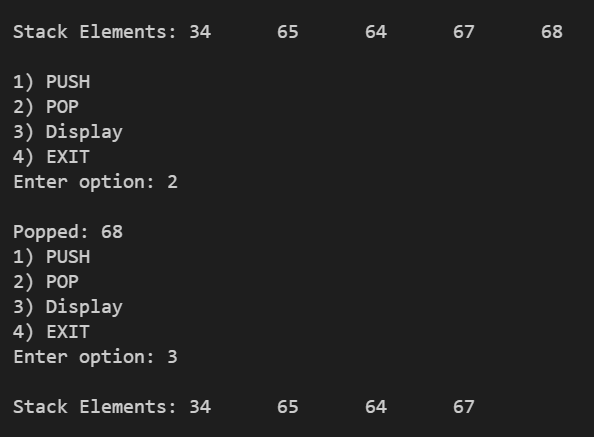 Stack Elements: 34      65      64      67      68
1) PUSH
2) POP
3) Display
4) EXIT
Enter option: 2
Popped: 68
1) PUSH
2) POP
3) Display
4) EXIT
Enter option: 3
Stack Elements: 34      65      64      67